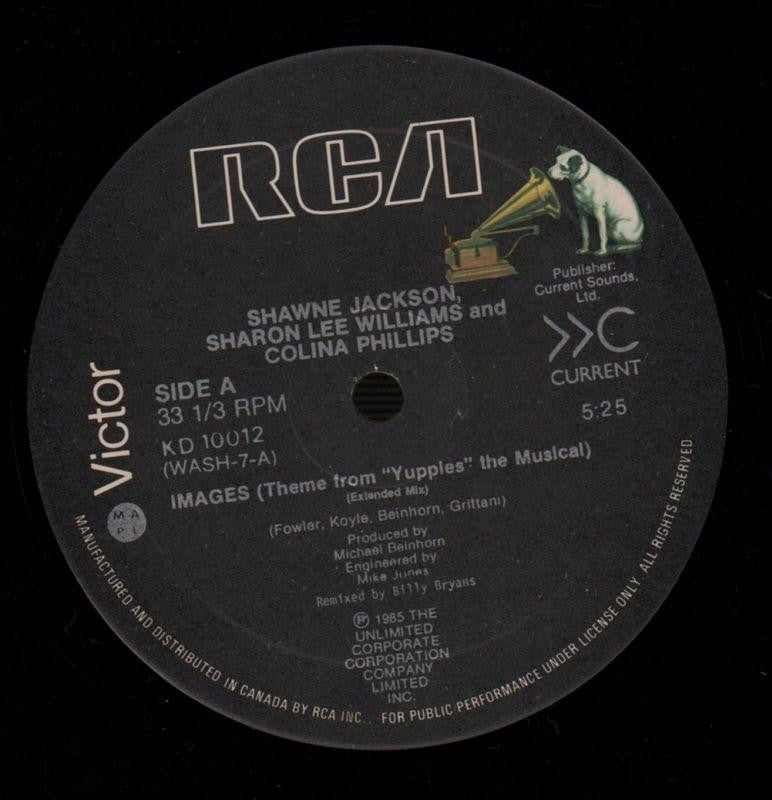 RCA
Publisher:
Current Sounds,
Ltd.
SHAWNE JACKSON,
SHARON LEE WILLIAMS and
COLINA PHILLIPS
>>C
CURRENT
Victor
SIDE A
33 1/3 RPM
5:25
KD 10012
(WASH-7-A)
IMAGES (Theme from "Yuppies" the Musical)
(Extended Mix)
(Fowler, Koyle, Beinhorn, Grittani)
Produced by
Michael Beinhorn
Engineered by
Mike Jones
Remixed by Billy Bryans
MAPL
℗ 1985 THE
UNLIMITED
CORPORATE
CORPORATION
COMPANY
LIMITED
INC.
MANUFACTURED AND DISTRIBUTED IN CANADA BY RCA INC., FOR PUBLIC PERFORMANCE UNDER LICENSE ONLY. ALL RIGHTS RESERVED.